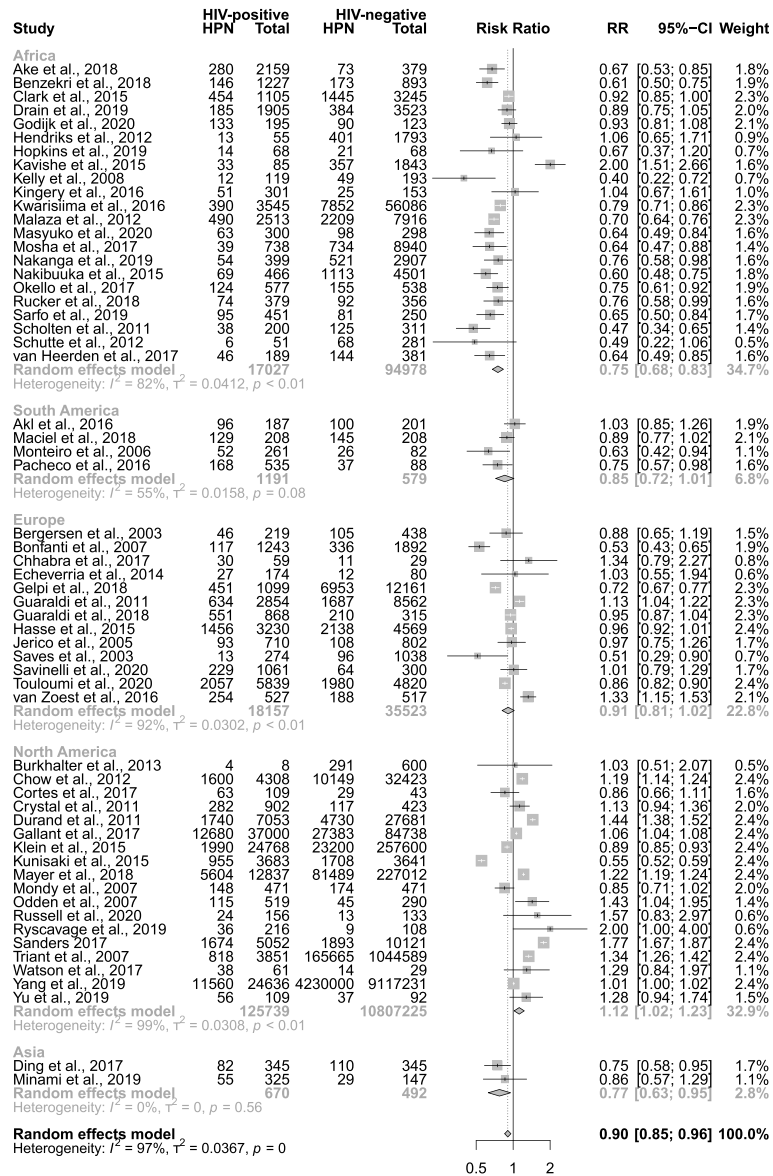 HIV-positive HIV-negative
Study HPN Total HPN Total Risk Ratio RR 95%−CI Weight
Africa
Ake et al., 2018 280 2159 73 379 0.67 [0.53; 0.85] 1.8%
Benzekri et al., 2018 146 1227 173 893 0.61 [0.50; 0.75] 1.9%
Clark et al., 2015 454 1105 1445 3245 0.92 [0.85; 1.00] 2.3%
Drain et al., 2019 185 1905 384 3523 0.89 [0.75; 1.05] 2.0%
Godijk et al., 2020 133 195 90 123 0.93 [0.81; 1.08] 2.1%
Hendriks et al., 2012 13 55 401 1793 1.06 [0.65; 1.71] 0.9%
Hopkins et al., 2019 14 68 21 68 0.67 [0.37; 1.20] 0.7%
Kavishe et al., 2015 33 85 357 1843 2.00 [1.51; 2.66] 1.6%
Kelly et al., 2008 12 119 49 193 0.40 [0.22; 0.72] 0.7%
Kingery et al., 2016 51 301 25 153 1.04 [0.67; 1.61] 1.0%
Kwarisiima et al., 2016 390 3545 7852 56086 0.79 [0.71; 0.86] 2.3%
Malaza et al., 2012 490 2513 2209 7916 0.70 [0.64; 0.76] 2.3%
Masyuko et al., 2020 63 300 98 298 0.64 [0.49; 0.84] 1.6%
Mosha et al., 2017 39 738 734 8940 0.64 [0.47; 0.88] 1.4%
Nakanga et al., 2019 54 399 521 2907 0.76 [0.58; 0.98] 1.6%
Nakibuuka et al., 2015 69 466 1113 4501 0.60 [0.48; 0.75] 1.8%
Okello et al., 2017 124 577 155 538 0.75 [0.61; 0.92] 1.9%
Rucker et al., 2018 74 379 92 356 0.76 [0.58; 0.99] 1.6%
Sarfo et al., 2019 95 451 81 250 0.65 [0.50; 0.84] 1.7%
Scholten et al., 2011 38 200 125 311 0.47 [0.34; 0.65] 1.4%
Schutte et al., 2012 6 51 68 281 0.49 [0.22; 1.06] 0.5%
van Heerden et al., 2017 46 189 144 381 0.64 [0.49; 0.85] 1.6%
Random effects model 17027 94978 0.75 [0.68; 0.83] 34.7%
Heterogeneity: I² = 82%, τ² = 0.0412, p < 0.01
South America
Akl et al., 2016 96 187 100 201 1.03 [0.85; 1.26] 1.9%
Maciel et al., 2018 129 208 145 208 0.89 [0.77; 1.02] 2.1%
Monteiro et al., 2006 52 261 26 82 0.63 [0.42; 0.94] 1.1%
Pacheco et al., 2016 168 535 37 88 0.75 [0.57; 0.98] 1.6%
Random effects model 1191 579 0.85 [0.72; 1.01] 6.8%
Heterogeneity: I² = 55%, τ² = 0.0158, p = 0.08
Europe
Bergersen et al., 2003 46 219 105 438 0.88 [0.65; 1.19] 1.5%
Bonfanti et al., 2007 117 1243 336 1892 0.53 [0.43; 0.65] 1.9%
Chhabra et al., 2017 30 59 11 29 1.34 [0.79; 2.27] 0.8%
Echeverria et al., 2014 27 174 12 80 1.03 [0.55; 1.94] 0.6%
Gelpi et al., 2018 451 1099 6953 12161 0.72 [0.67; 0.77] 2.3%
Guaraldi et al., 2011 634 2854 1687 8562 1.13 [1.04; 1.22] 2.3%
Guaraldi et al., 2018 551 868 210 315 0.95 [0.87; 1.04] 2.3%
Hasse et al., 2015 1456 3230 2138 4569 0.96 [0.92; 1.01] 2.4%
Jerico et al., 2005 93 710 108 802 0.97 [0.75; 1.26] 1.7%
Saves et al., 2003 13 274 96 1038 0.51 [0.29; 0.90] 0.7%
Savinelli et al., 2020 229 1061 64 300 1.01 [0.79; 1.29] 1.7%
Touloumi et al., 2020 2057 5839 1980 4820 0.86 [0.82; 0.90] 2.4%
van Zoest et al., 2016 254 527 188 517 1.33 [1.15; 1.53] 2.1%
Random effects model 18157 35523 0.91 [0.81; 1.02] 22.8%
Heterogeneity: I² = 92%, τ² = 0.0302, p < 0.01
North America
Burkhalter et al., 2013 4 8 291 600 1.03 [0.51; 2.07] 0.5%
Chow et al., 2012 1600 4308 10149 32423 1.19 [1.14; 1.24] 2.4%
Cortes et al., 2017 63 109 29 43 0.86 [0.66; 1.11] 1.7%
Crystal et al., 2011 282 902 117 423 1.13 [0.94; 1.36] 2.0%
Durand et al., 2011 1740 7053 4730 27681 1.44 [1.38; 1.52] 2.4%
Gallant et al., 2017 12680 37000 27383 84738 1.06 [1.04; 1.08] 2.4%
Klein et al., 2015 1990 24768 23200 257600 0.89 [0.85; 0.93] 2.4%
Kunisaki et al., 2015 955 3683 1708 3641 0.55 [0.52; 0.59] 2.4%
Mayer et al., 2018 5604 12837 81489 227012 1.22 [1.19; 1.24] 2.4%
Mondy et al., 2007 148 471 174 471 0.85 [0.71; 1.02] 2.0%
Odden et al., 2007 115 519 45 290 1.43 [1.04; 1.95] 1.4%
Russell et al., 2020 24 156 13 133 1.57 [0.83; 2.97] 0.6%
Ryscavage et al., 2019 36 216 9 108 2.00 [1.00; 4.00] 0.6%
Sanders 2017 1674 5052 1893 10121 1.77 [1.67; 1.87] 2.4%
Triant et al., 2007 818 3851 165665 1044589 1.34 [1.26; 1.42] 2.4%
Watson et al., 2017 38 61 14 29 1.29 [0.84; 1.97] 1.1%
Yang et al., 2019 11560 24636 4230000 9117231 1.01 [1.00; 1.02] 2.4%
Yu et al., 2019 56 109 37 92 1.28 [0.94; 1.74] 1.5%
Random effects model 125739 10807225 1.12 [1.02; 1.23] 32.9%
Heterogeneity: I² = 99%, τ² = 0.0308, p < 0.01
Asia
Ding et al., 2017 82 345 110 345 0.75 [0.58; 0.95] 1.7%
Minami et al., 2019 55 325 29 147 0.86 [0.57; 1.29] 1.1%
Random effects model 670 492 0.77 [0.63; 0.95] 2.8%
Heterogeneity: I² = 0%, τ² = 0, p = 0.56
Random effects model 0.90 [0.85; 0.96] 100.0%
Heterogeneity: I² = 97%, τ² = 0.0367, p = 0
0.5 1 2